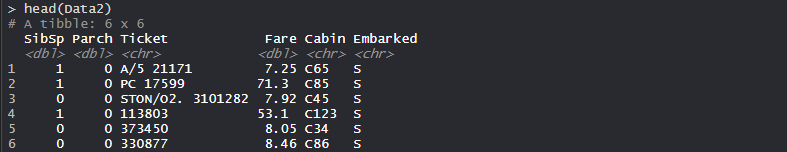 > head(Data2)
# A tibble: 6 x 6
  SibSp Parch Ticket            Fare Cabin Embarked
  <dbl> <dbl> <chr>            <dbl> <chr> <chr>
1     1     0 A/5 21171         7.25 C65   S
2     1     0 PC 17599         71.3  C85   S
3     0     0 STON/O2. 3101282  7.92 C45   S
4     1     0 113803           53.1  C123  S
5     0     0 373450            8.05 C34   S
6     0     0 330877            8.46 C86   S